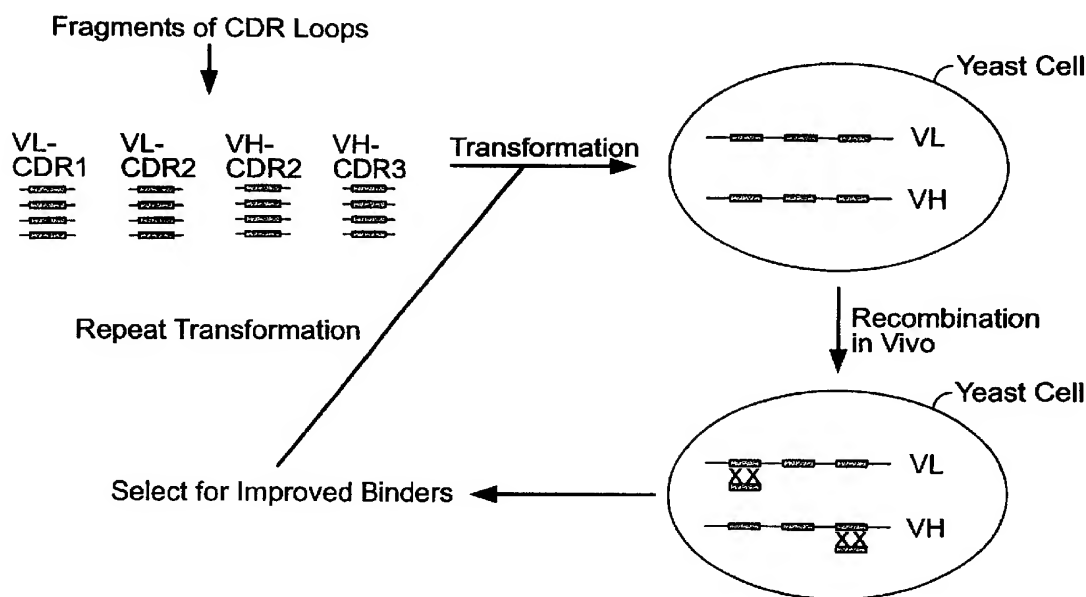 Fragments of CDR Loops
VL-
CDR1
VL-
CDR2
VH-
CDR2
VH-
CDR3
Transformation
Yeast Cell
VL
VH
Repeat Transformation
Recombination
in Vivo
Yeast Cell
VL
VH
Select for Improved Binders